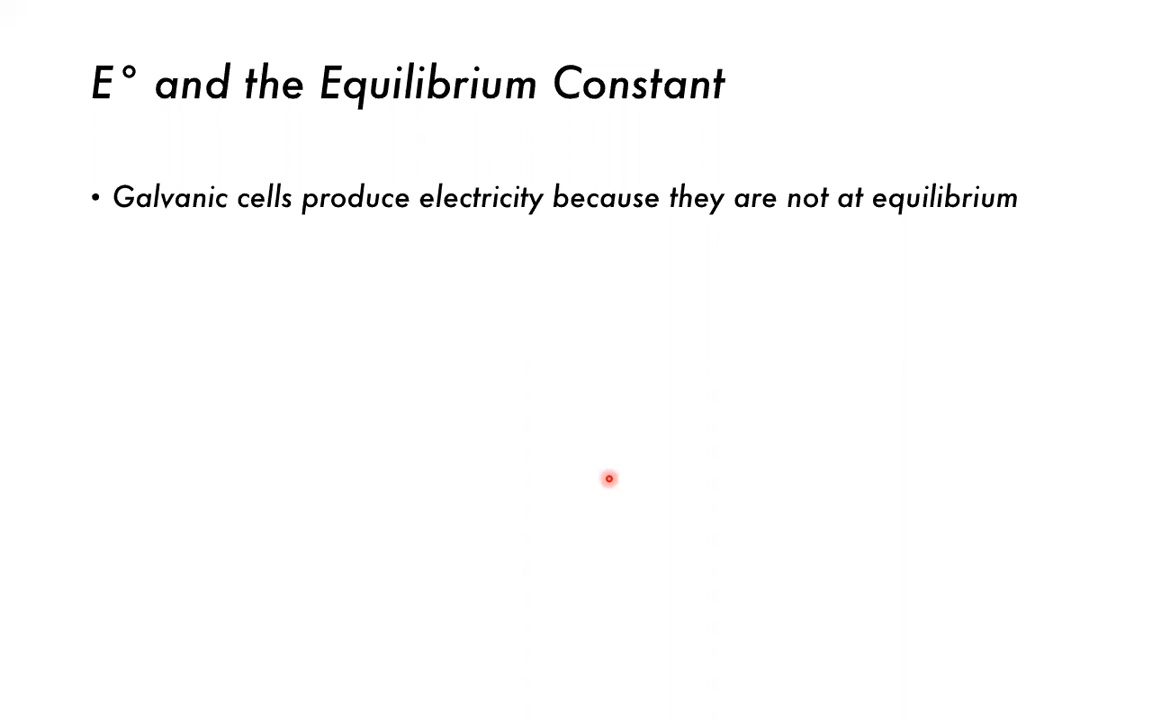 E° and the Equilibrium Constant
• Galvanic cells produce electricity because they are not at equilibrium